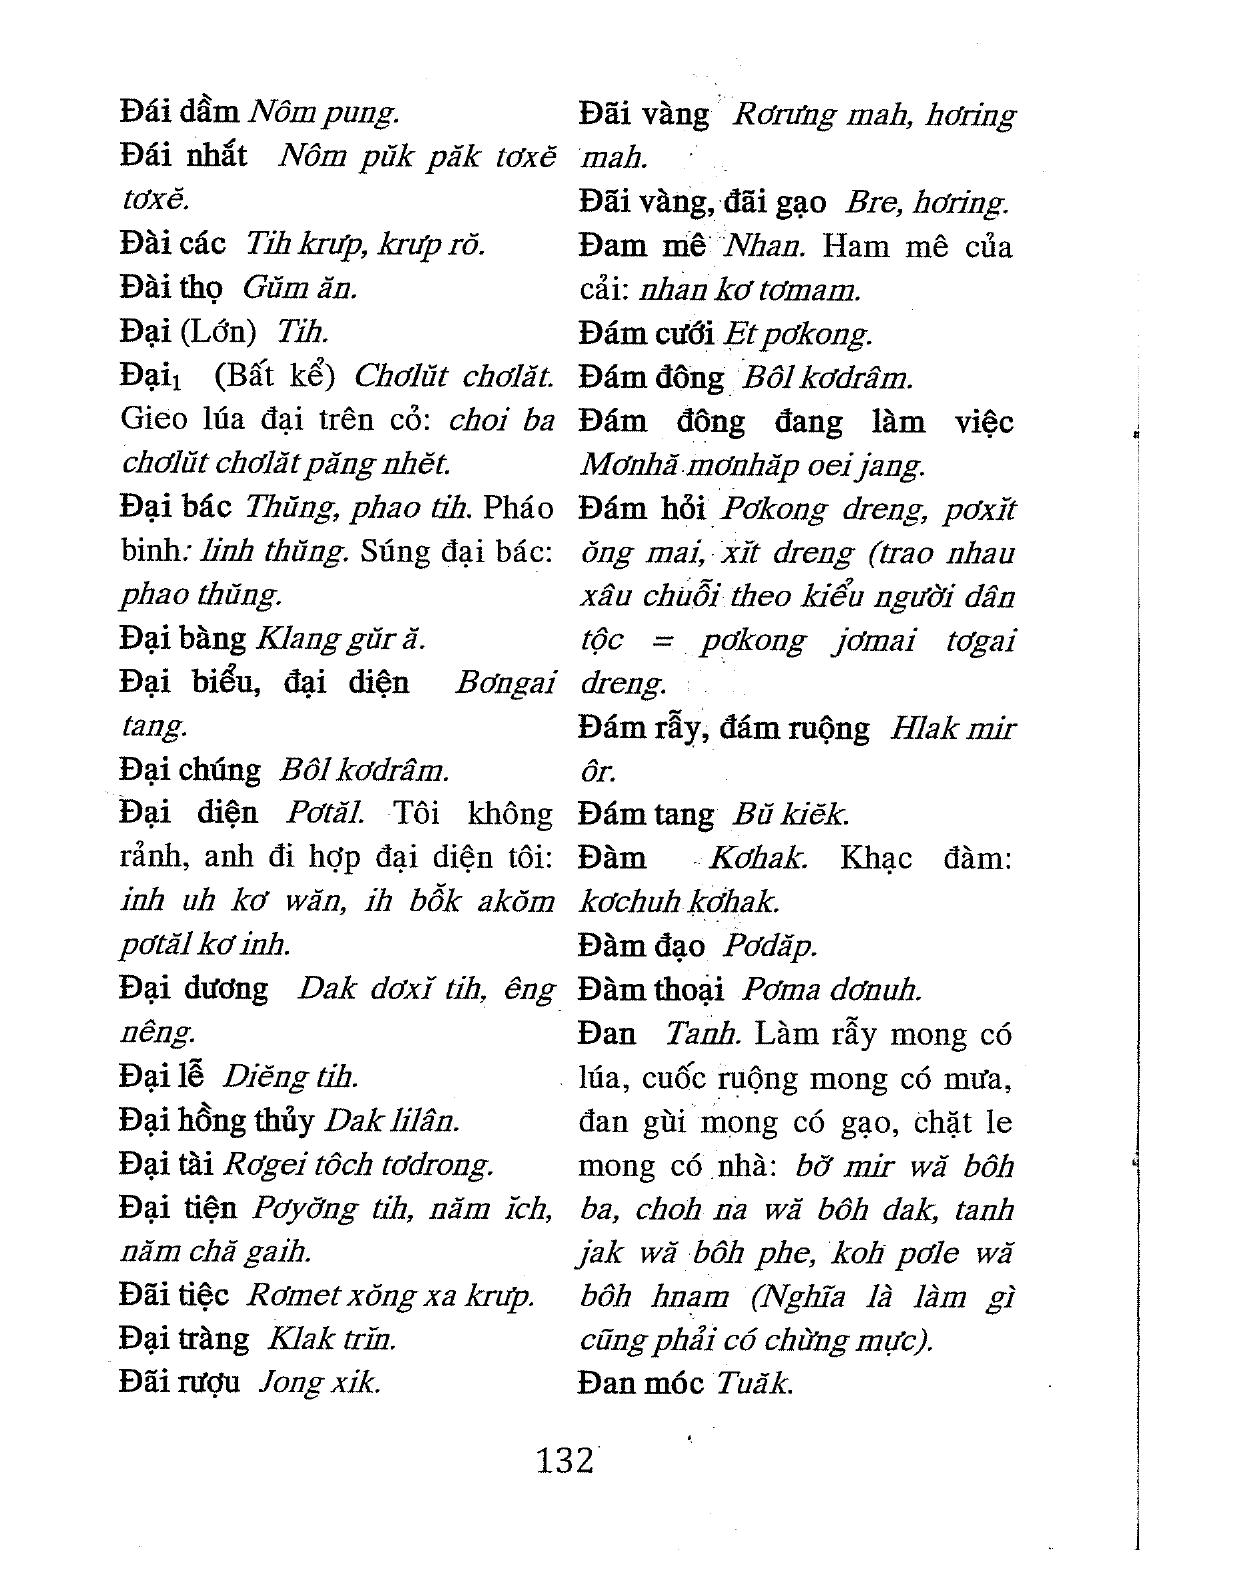 Đái dầm Nôm pung.
Đái nhắt Nôm pŭk păk tơxĕ
tơxĕ.
Đài các Tih krưp, krưp rŏ.
Đài thọ Gŭm ăn.
Đại (Lớn) Tih.
Đại₁ (Bất kể) Chơlŭt chơlăt.
Gieo lúa đại trên cỏ: choi ba
chơlŭt chơlăt păng nhĕt.
Đại bác Thŭng, phao tih. Pháo
binh: linh thŭng. Súng đại bác:
phao thŭng.
Đại bàng Klang gŭr ă.
Đại biểu, đại diện Bơngai
tang.
Đại chúng Bôl kơdrâm.
Đại diện Pơtăl. Tôi không
rảnh, anh đi hợp đại diện tôi:
inh uh kơ wăn, ih bŏ̂k akŏm
pơtăl kơ inh.
Đại dương Dak dơxĭ tih, êng
nêng.
Đại lễ Diĕng tih.
Đại hồng thủy Dak lilân.
Đại tài Rơgei tôch tơdrong.
Đại tiện Pơyơ̆ng tih, năm ĭch,
năm chă gaih.
Đãi tiệc Rơmet xŏng xa krưp.
Đại tràng Klak trĭn.
Đãi rượu Jong xik.
Đãi vàng Rơrưng mah, hơring
mah.
Đãi vàng, đãi gạo Bre, hơring.
Đam mê Nhan. Ham mê của
cải: nhan kơ tơmam.
Đám cưới Et pơkong.
Đám đông Bôl kơdrâm.
Đám đông đang làm việc
Mơnhă mơnhăp oei jang.
Đám hỏi Pơkong dreng, pơxĭt
ŏng mai, xĭt dreng (trao nhau
xâu chuỗi theo kiểu người dân
tộc = pơkong jơmai tơgai
dreng.
Đám rẫy, đám ruộng Hlak mir
ôr.
Đám tang Bŭ kiĕk.
Đàm Kơhak. Khạc đàm:
kơchuh kơhak.
Đàm đạo Pơdăp.
Đàm thoại Pơma dơnuh.
Đan Tanh. Làm rẫy mong có
lúa, cuốc ruộng mong có mưa,
đan gùi mong có gạo, chặt le
mong có nhà: bơ̆ mir wă bôh
ba, choh na wă bôh dak, tanh
jak wă bôh phe, koh pơle wă
bôh hnam (Nghĩa là làm gì
cũng phải có chừng mực).
Đan móc Tuăk.
132